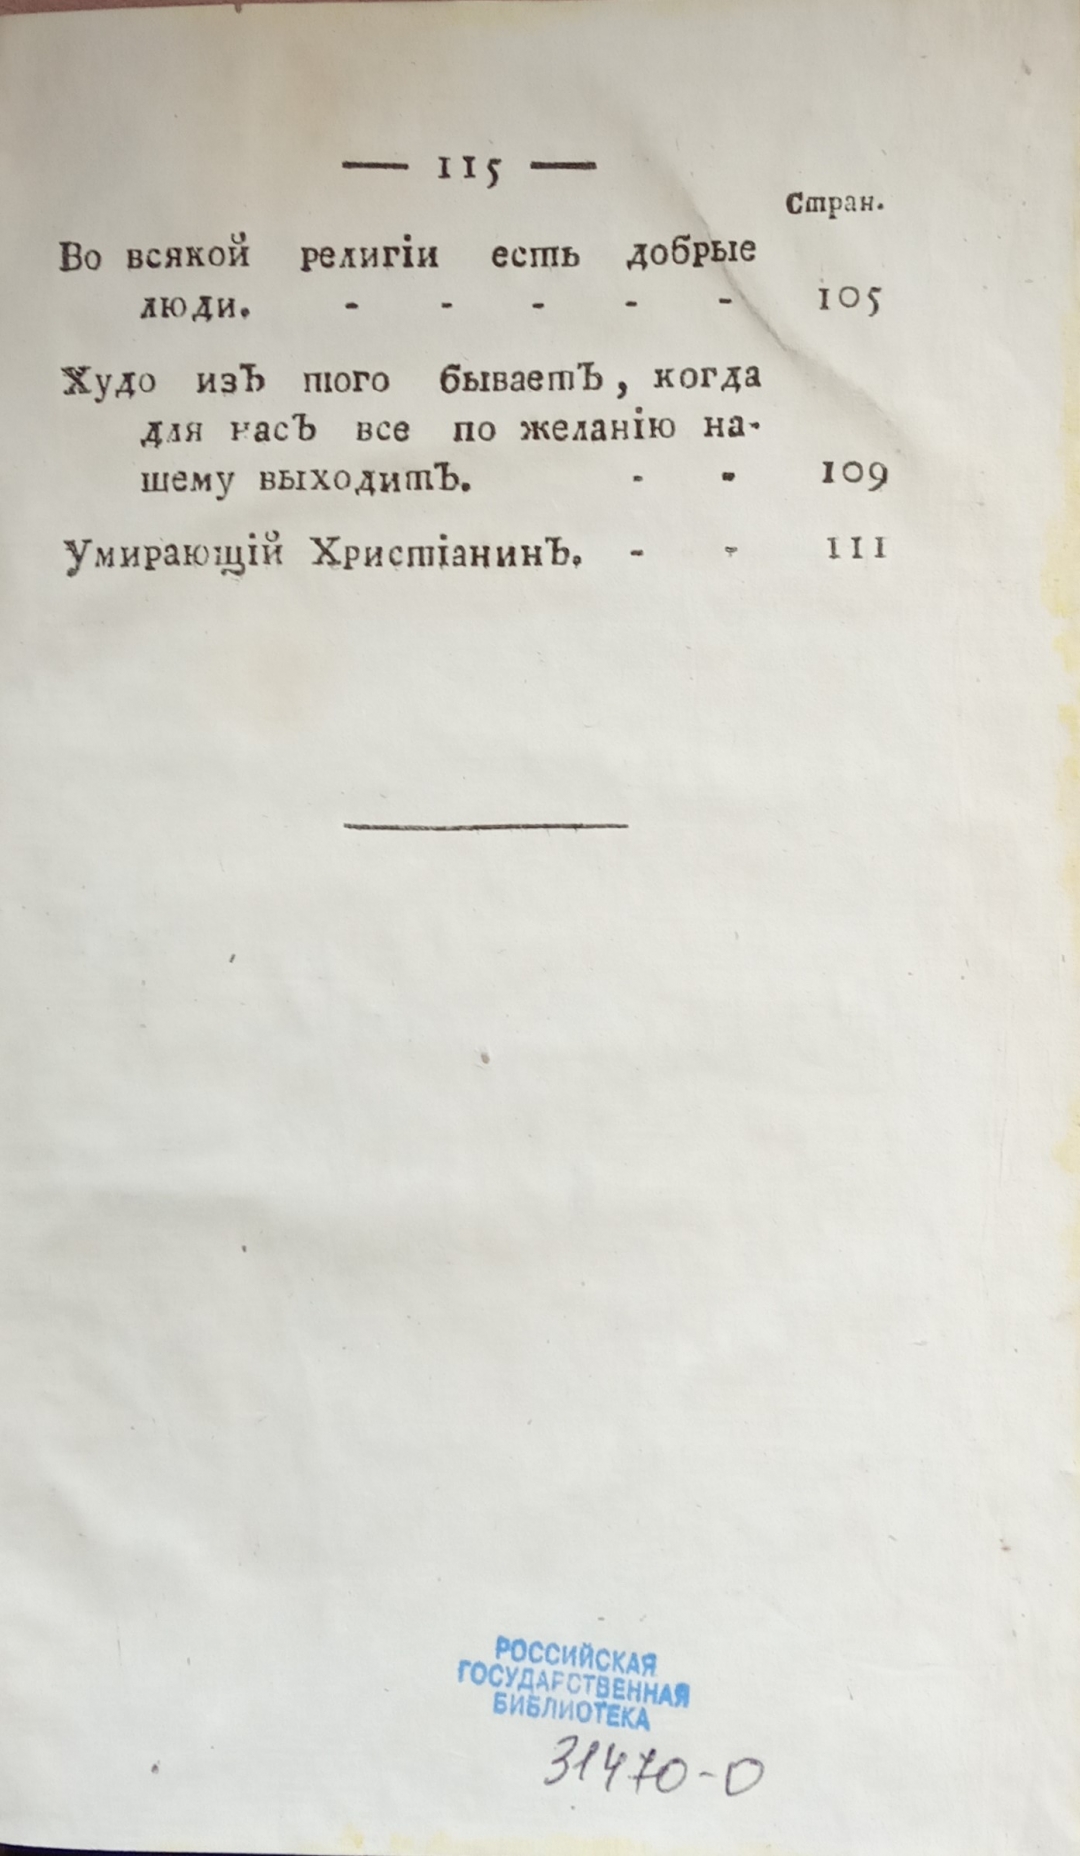 — 115 —
Стран.
Во всякой религіи есть добрые
люди. - - - - - 105
Худо изЪ того бываетЪ, когда
для насЪ все по желанію на-
шему выходитЪ. - - 109
Умирающій ХристіанинЪ. - - 111
РОССИЙСКАЯ
ГОСУДАРСТВЕННАЯ
БИБЛИОТЕКА
31470-0